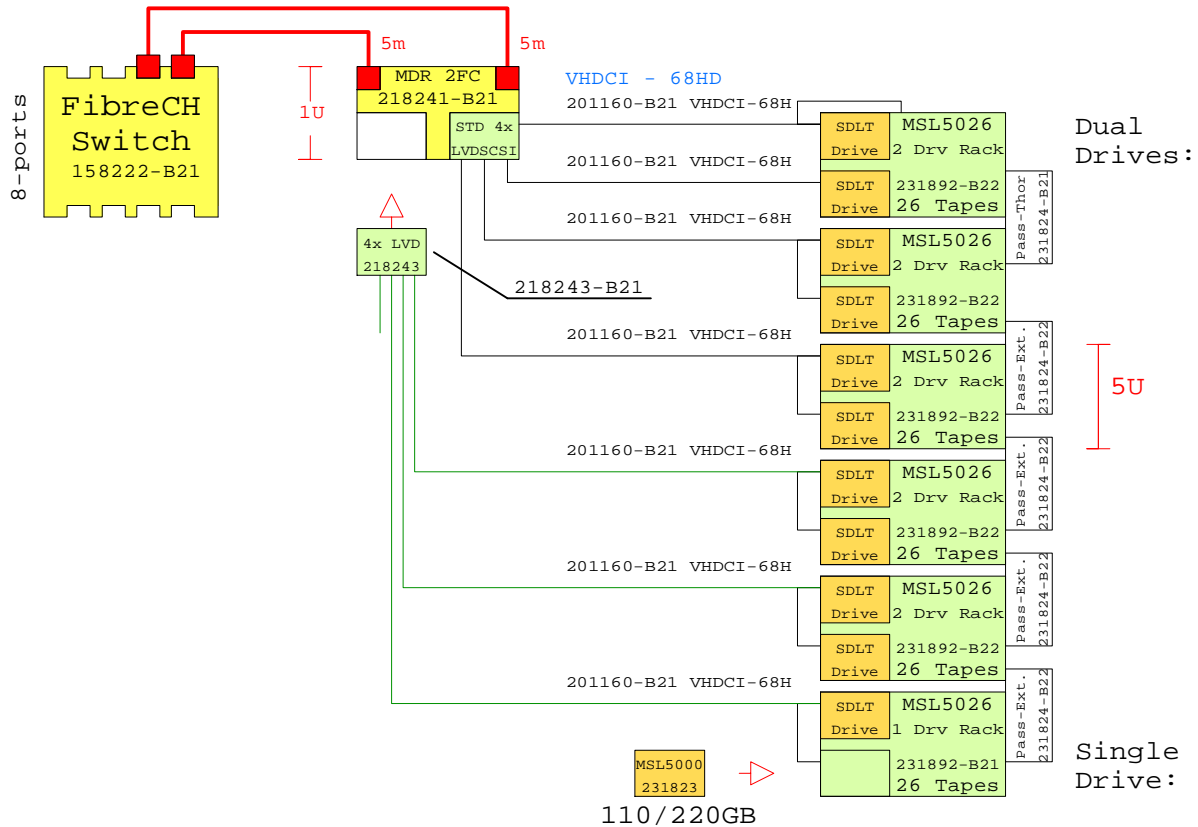 5m
5m
8-ports
FibreCH
Switch
158222-B21
1U
MDR 2FC
218241-B21
STD 4x
LVDSCSI
VHDCI - 68HD
201160-B21 VHDCI-68H
SDLT
Drive
MSL5026
2 Drv Rack
201160-B21 VHDCI-68H
SDLT
Drive
231892-B22
26 Tapes
Dual
Drives:
Pass-Thor
231824-B21
4x LVD
218243
218243-B21
201160-B21 VHDCI-68H
SDLT
Drive
MSL5026
2 Drv Rack
SDLT
Drive
231892-B22
26 Tapes
Pass-Ext.
231824-B22
201160-B21 VHDCI-68H
SDLT
Drive
MSL5026
2 Drv Rack
SDLT
Drive
231892-B22
26 Tapes
5U
Pass-Ext.
231824-B22
201160-B21 VHDCI-68H
SDLT
Drive
MSL5026
2 Drv Rack
SDLT
Drive
231892-B22
26 Tapes
Pass-Ext.
231824-B22
201160-B21 VHDCI-68H
SDLT
Drive
MSL5026
2 Drv Rack
SDLT
Drive
231892-B22
26 Tapes
Pass-Ext.
231824-B22
201160-B21 VHDCI-68H
SDLT
Drive
MSL5026
1 Drv Rack
231892-B21
26 Tapes
Single
Drive:
MSL5000
231823
110/220GB